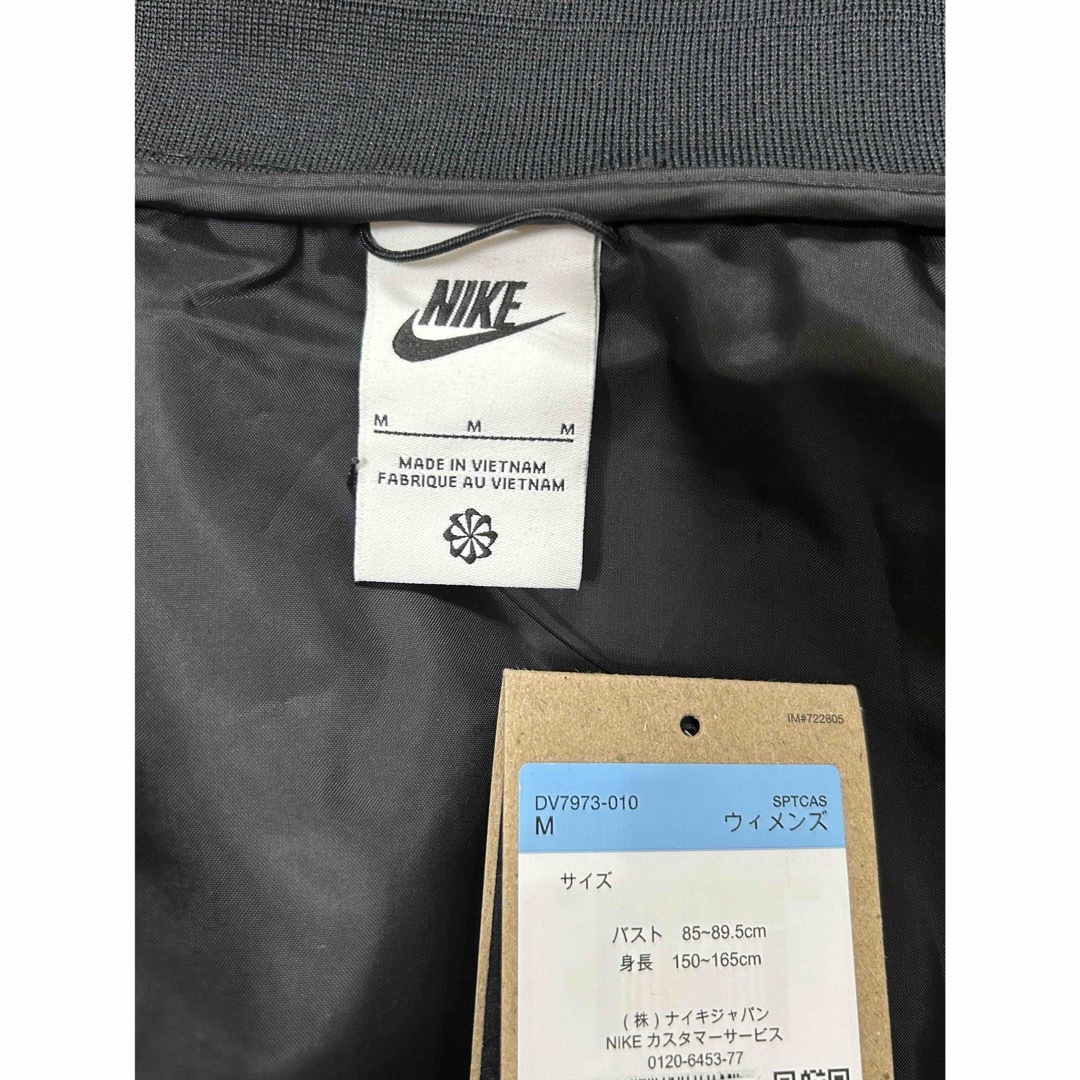 NIKE
M M M
MADE IN VIETNAM
FABRIQUE AU VIETNAM
IM#722805
DV7973-010 SPTCAS
M ウィメンズ
サイズ
バスト 85~89.5cm
身長 150~165cm
(株)ナイキジャパン
NIKE カスタマーサービス
0120-6453-77